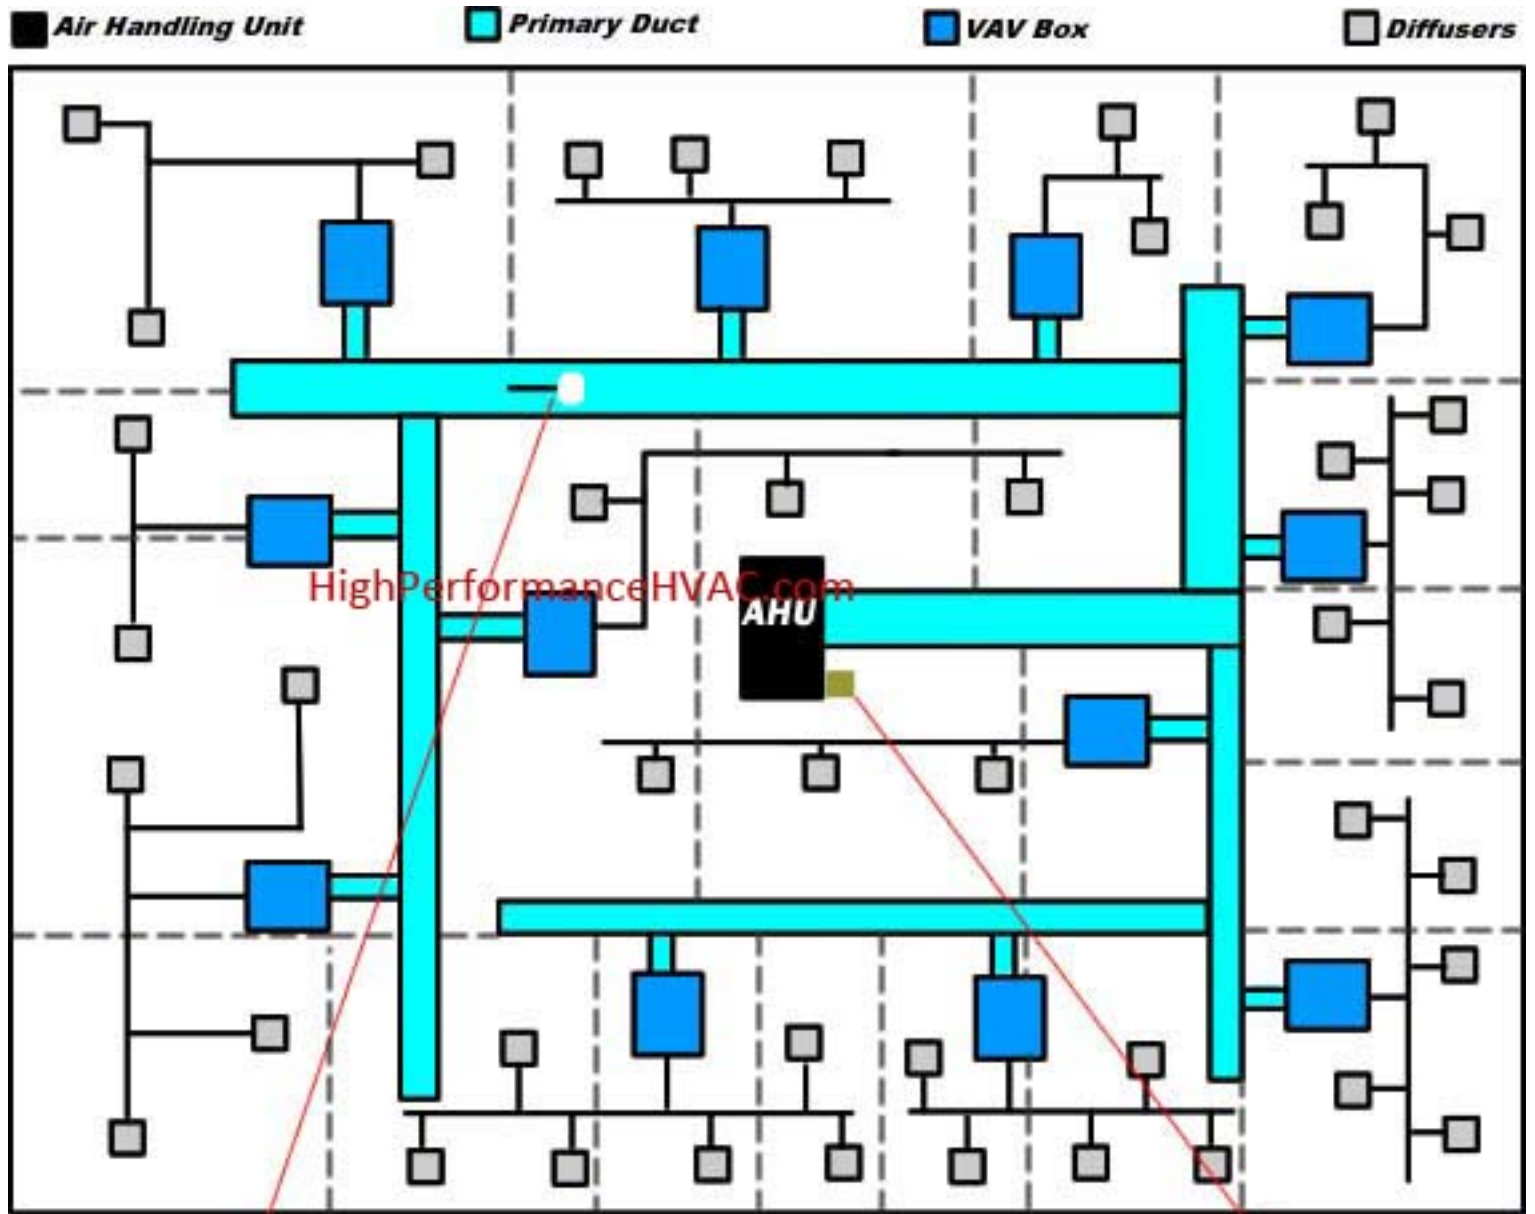 Air Handling Unit
Primary Duct
VAV Box
Diffusers
HighPerformanceHVAC.com
AHU